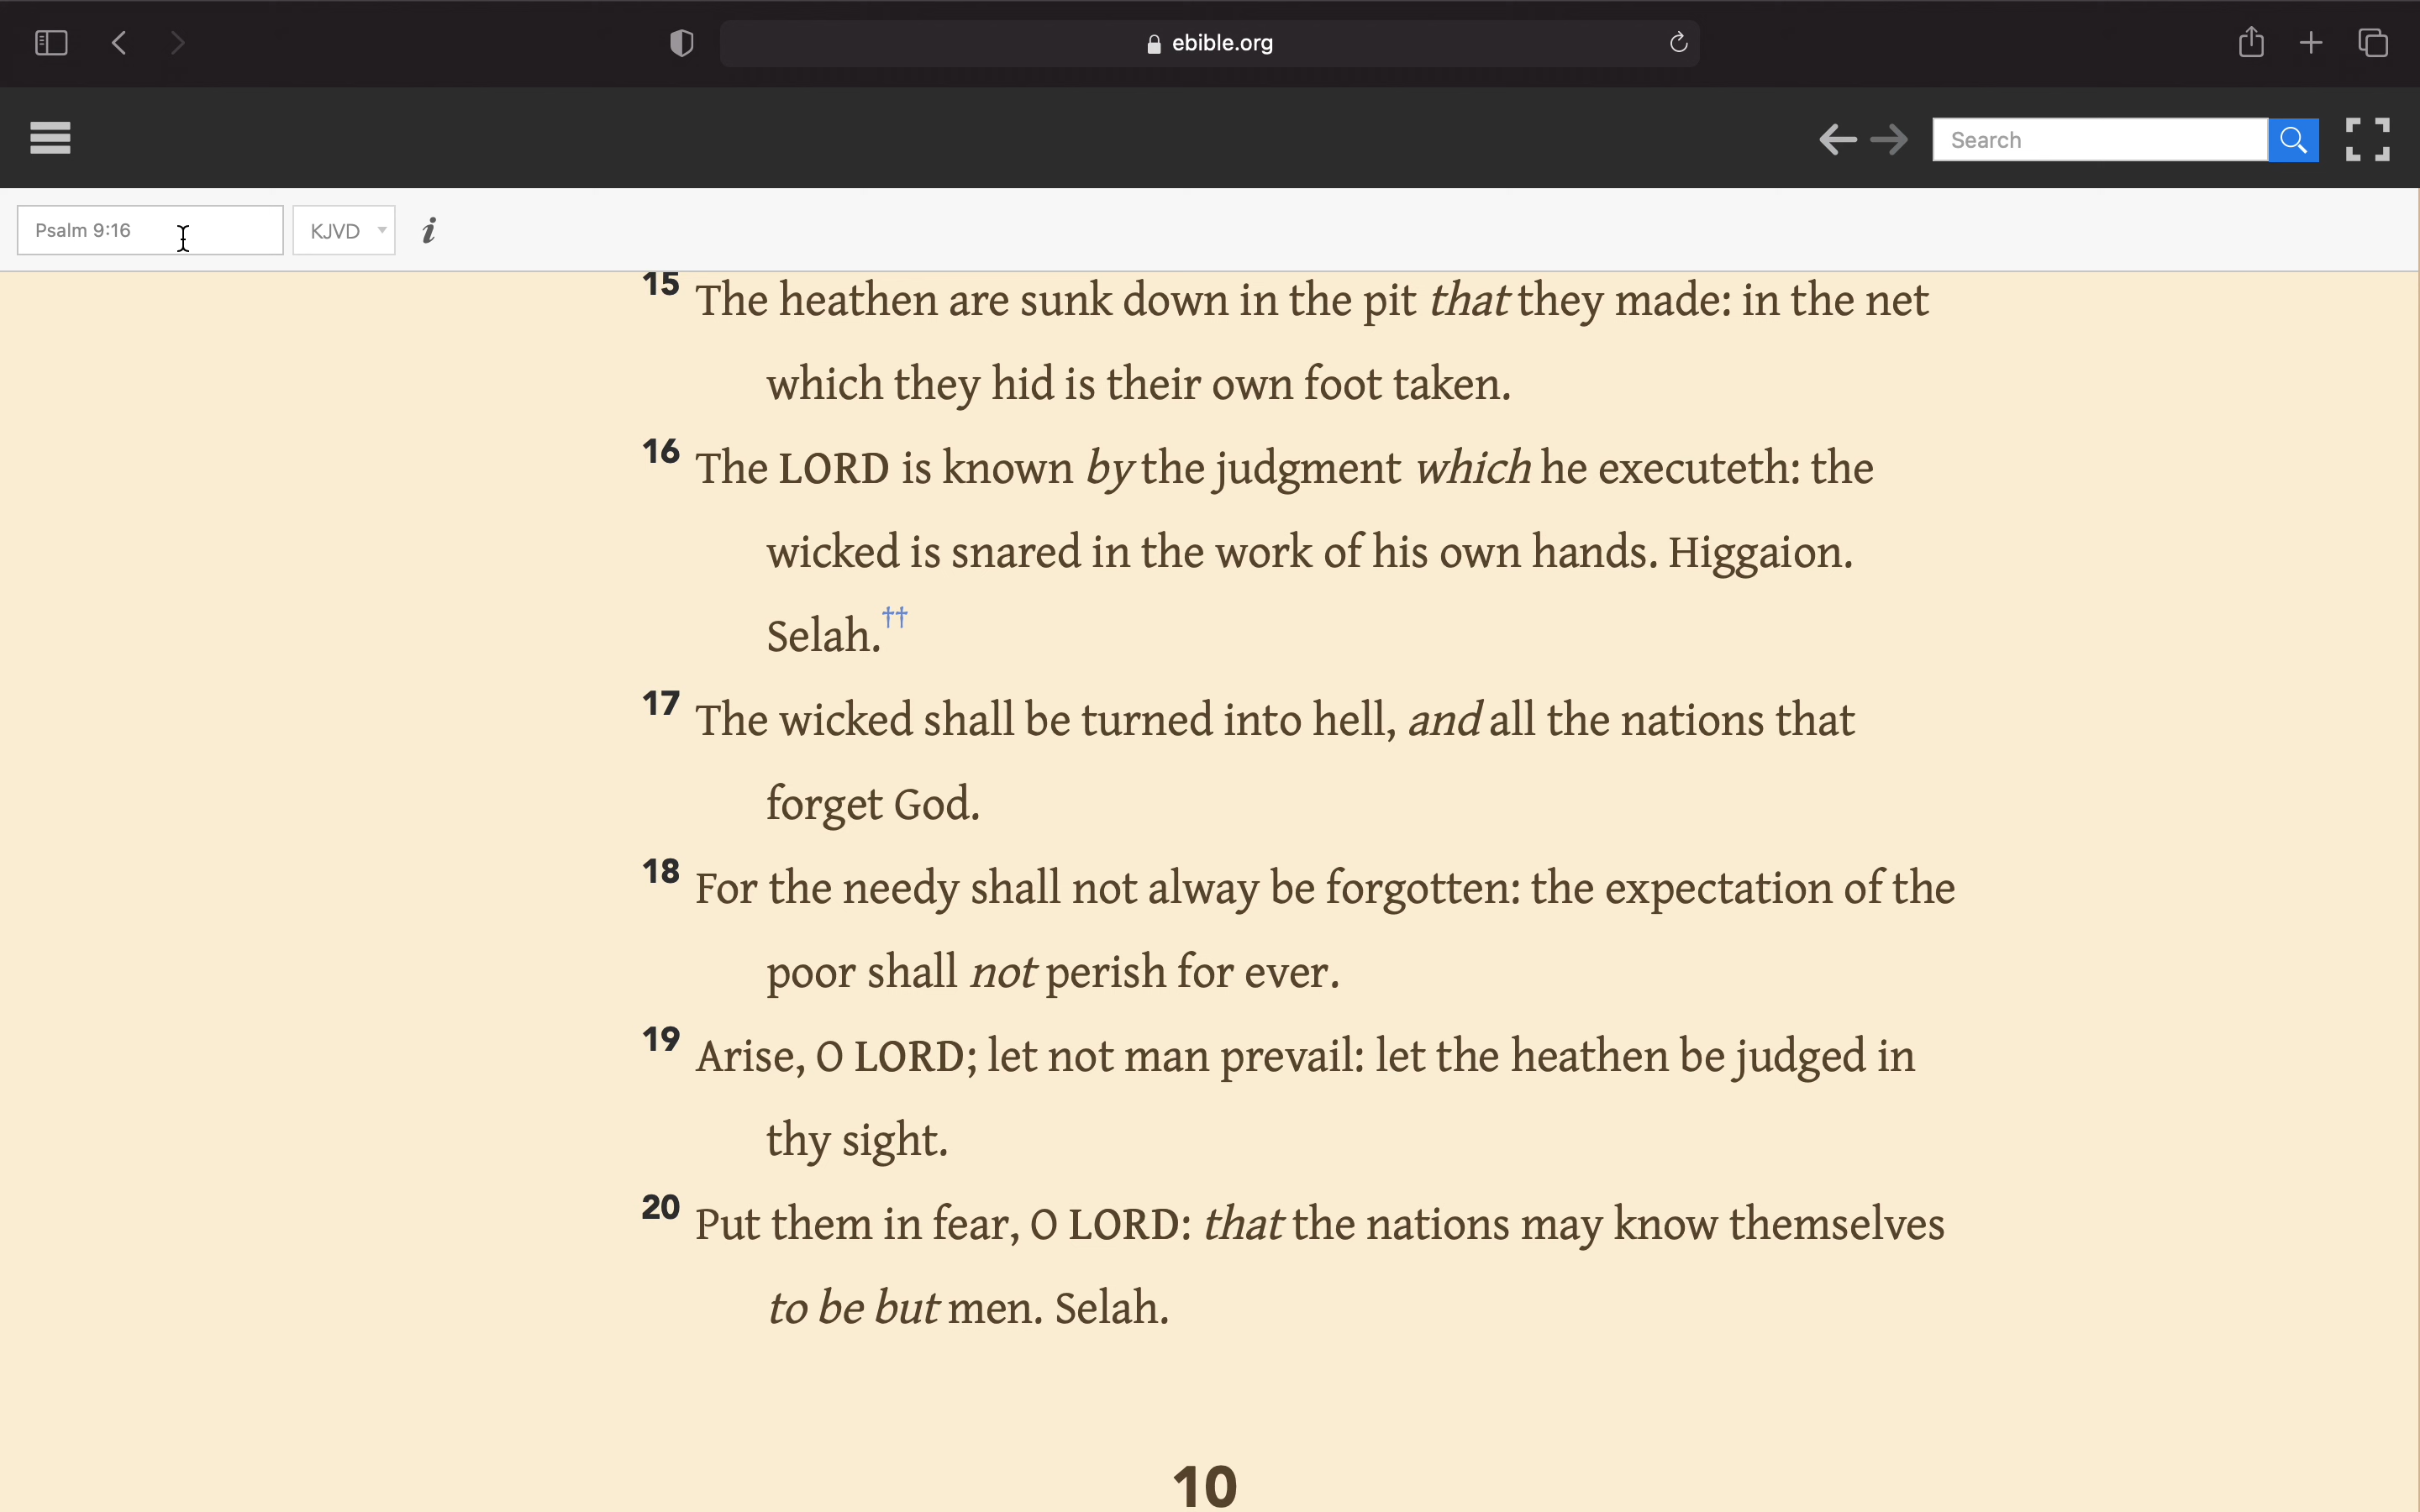 ebible.org
Search
Psalm 9:16
KJVD
i
15 The heathen are sunk down in the pit that they made: in the net
which they hid is their own foot taken.
16 The LORD is known by the judgment which he executeth: the
wicked is snared in the work of his own hands. Higgaion.
Selah.††
17 The wicked shall be turned into hell, and all the nations that
forget God.
18 For the needy shall not alway be forgotten: the expectation of the
poor shall not perish for ever.
19 Arise, O LORD; let not man prevail: let the heathen be judged in
thy sight.
20 Put them in fear, O LORD: that the nations may know themselves
to be but men. Selah.
10